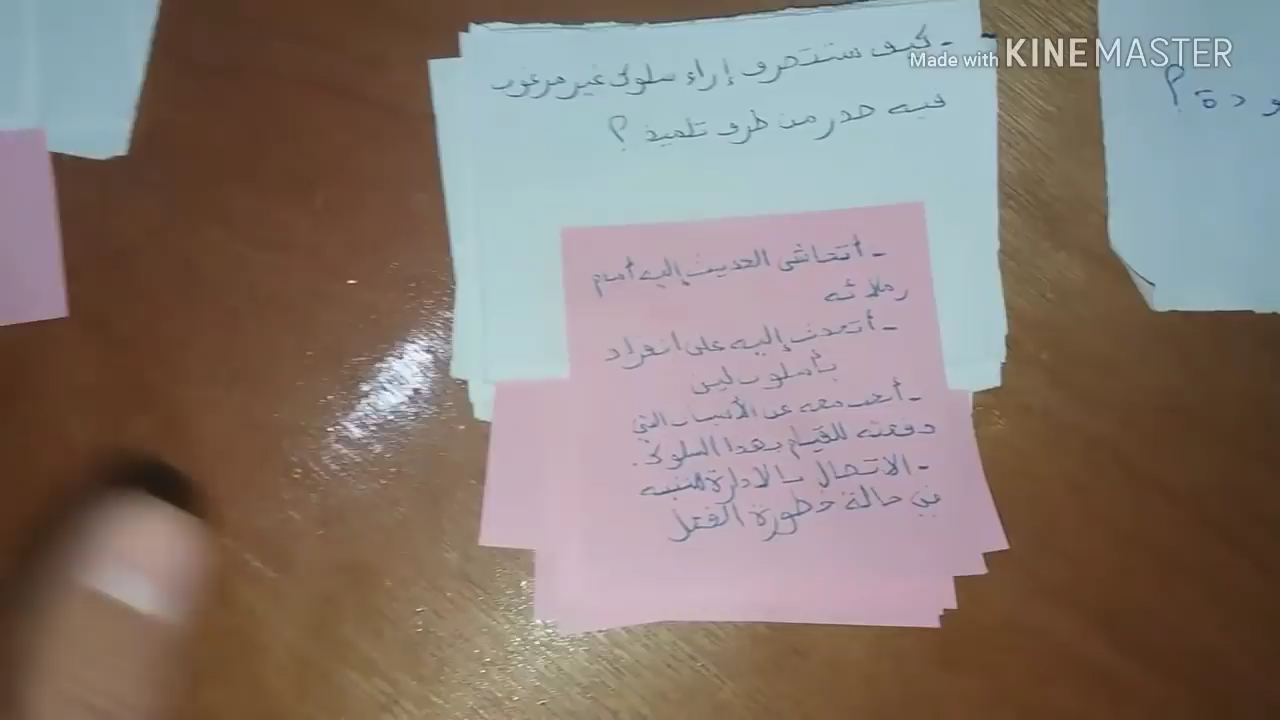 Made with KINEMASTER
- كيف ستتصرف إزاء سلوك غير مرغوب
فيه صدر من طرف تلميذ ؟
- أتحاشى الحديث إليه أمام
زملائه
- أتحدث إليه على انفراد
بأسلوب لين
- أبحث معه عن الأسباب التي
دفعته للقيام بهذا السلوك.
- الاتصال بالادارة
في حالة خطورة الفعل
ودة ؟